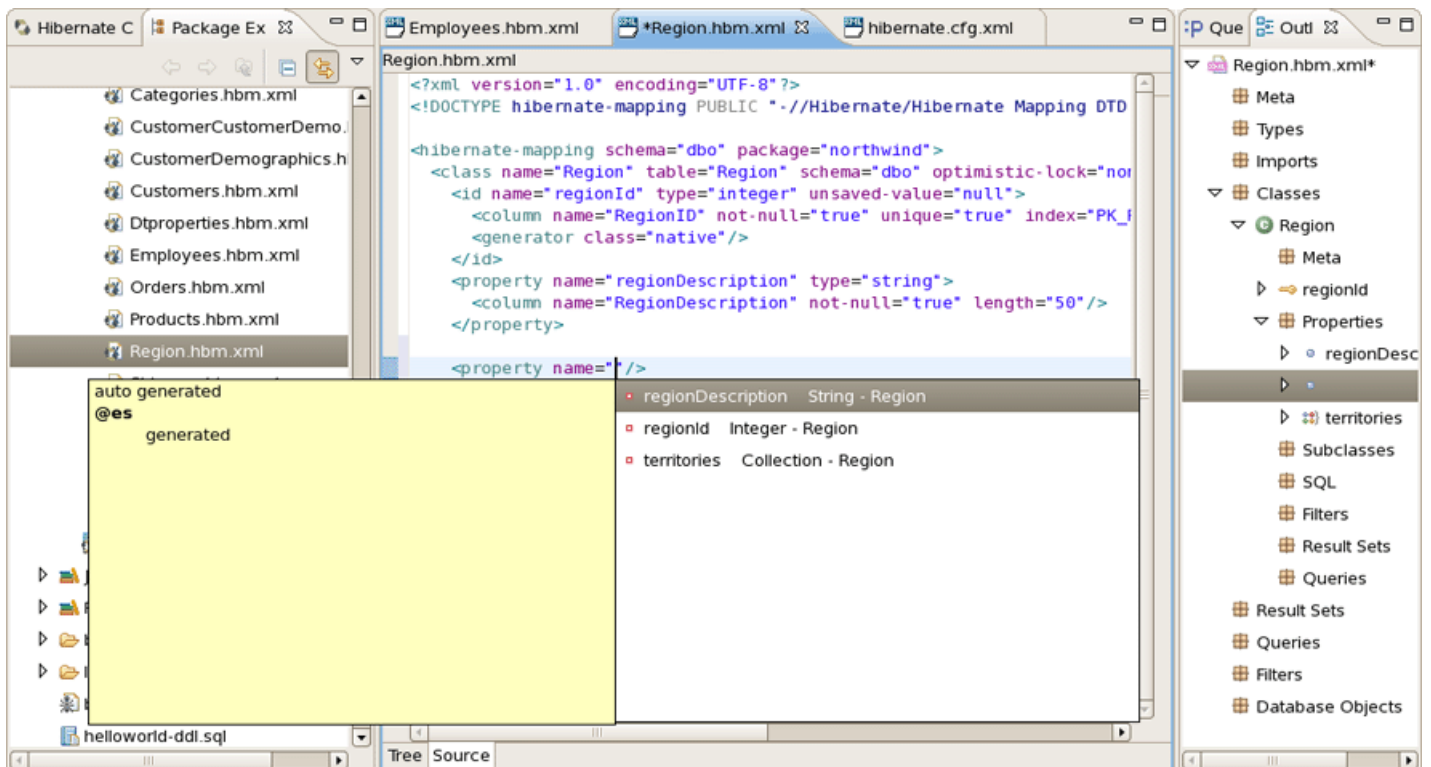 Hibernate C
Package Ex
Categories.hbm.xml
CustomerCustomerDemo.
CustomerDemographics.h
Customers.hbm.xml
Dtproperties.hbm.xml
Employees.hbm.xml
Orders.hbm.xml
Products.hbm.xml
Region.hbm.xml
helloworld-ddl.sql
Employees.hbm.xml
*Region.hbm.xml
hibernate.cfg.xml
Region.hbm.xml
<?xml version="1.0" encoding="UTF-8"?>
<!DOCTYPE hibernate-mapping PUBLIC "-//Hibernate/Hibernate Mapping DTD
<hibernate-mapping schema="dbo" package="northwind">
<class name="Region" table="Region" schema="dbo" optimistic-lock="non
<id name="regionId" type="integer" unsaved-value="null">
<column name="RegionID" not-null="true" unique="true" index="PK_
<generator class="native"/>
</id>
<property name="regionDescription" type="string">
<column name="RegionDescription" not-null="true" length="50"/>
</property>
<property name=""/>
auto generated
@es
generated
regionDescription String - Region
regionId Integer - Region
territories Collection - Region
Tree
Source
Que
Outl
Region.hbm.xml*
Meta
Types
Imports
Classes
Region
Meta
regionId
Properties
regionDesc
territories
Subclasses
SQL
Filters
Result Sets
Queries
Result Sets
Queries
Filters
Database Objects